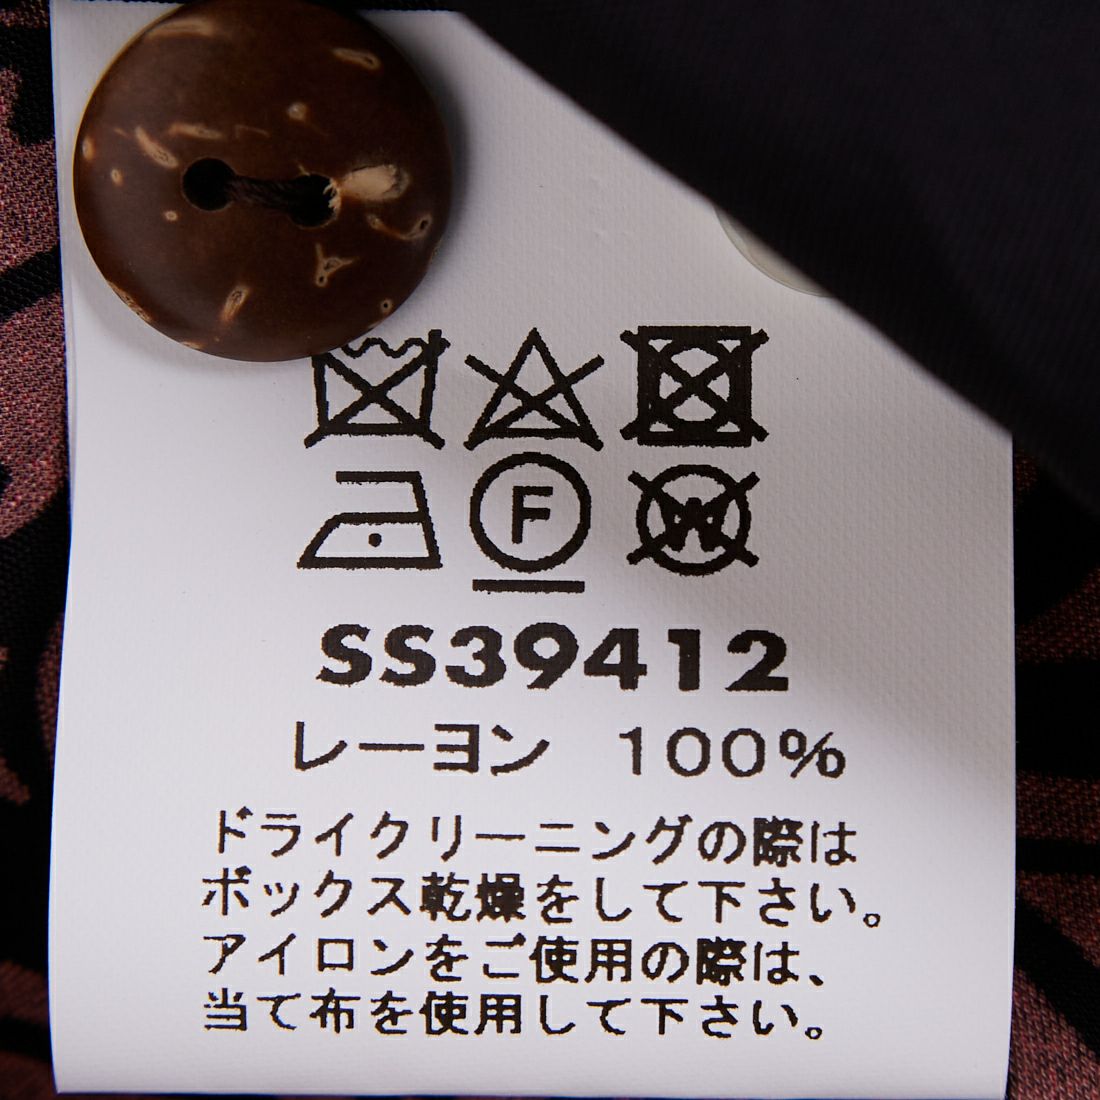 F
W
SS39412
レーヨン 100%
ドライクリーニングの際は
ボックス乾燥をして下さい。
アイロンをご使用の際は、
当て布を使用して下さい。